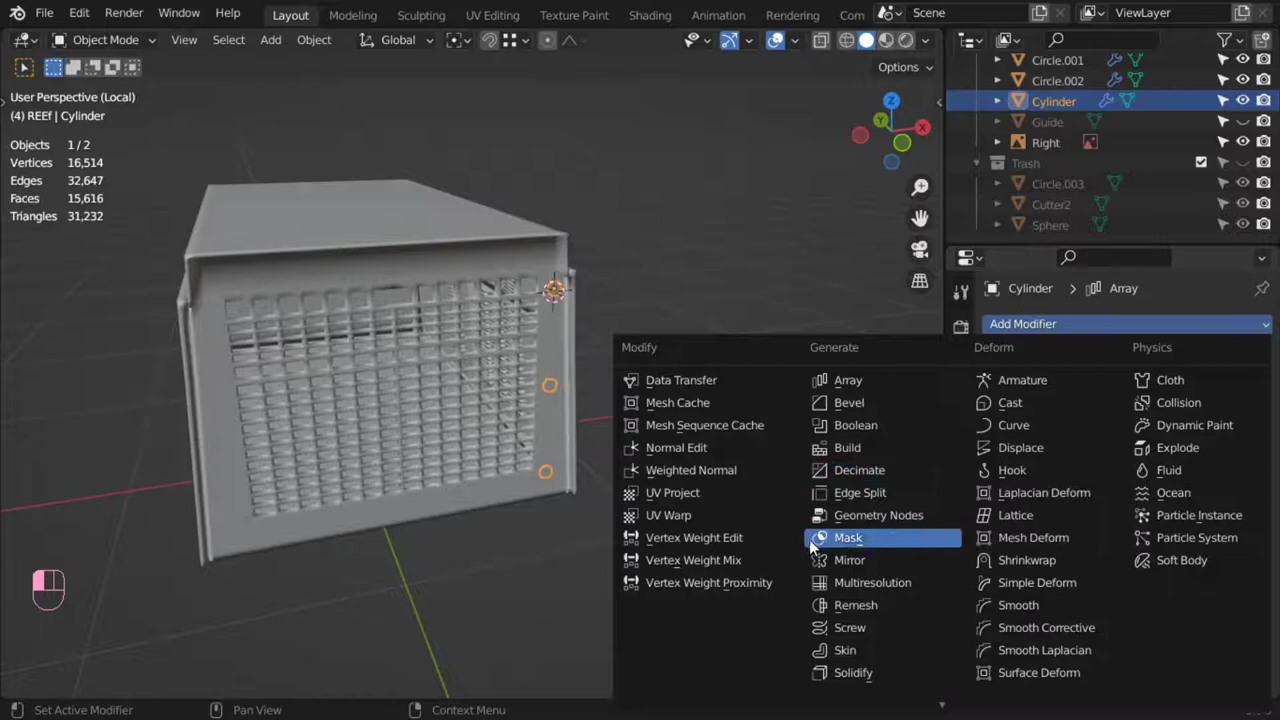 File Edit Render Window Help Layout Modeling Sculpting UV Editing Texture Paint Shading Animation Rendering Com Scene ViewLayer
Object Mode View Select Add Object Global
Options
User Perspective (Local)
(4) REEf | Cylinder
Objects 1 / 2
Vertices 16,514
Edges 32,647
Faces 15,616
Triangles 31,232
Z
Y
X
Circle.001
Circle.002
Cylinder
Guide
Right
Trash
Circle.003
Cutter2
Sphere
Cylinder Array
Add Modifier
Modify Generate Deform Physics
Data Transfer Array Armature Cloth
Mesh Cache Bevel Cast Collision
Mesh Sequence Cache Boolean Curve Dynamic Paint
Normal Edit Build Displace Explode
Weighted Normal Decimate Hook Fluid
UV Project Edge Split Laplacian Deform Ocean
UV Warp Geometry Nodes Lattice Particle Instance
Vertex Weight Edit Mask Mesh Deform Particle System
Vertex Weight Mix Mirror Shrinkwrap Soft Body
Vertex Weight Proximity Multiresolution Simple Deform
Remesh Smooth
Screw Smooth Corrective
Skin Smooth Laplacian
Solidify Surface Deform
Set Active Modifier Pan View Context Menu